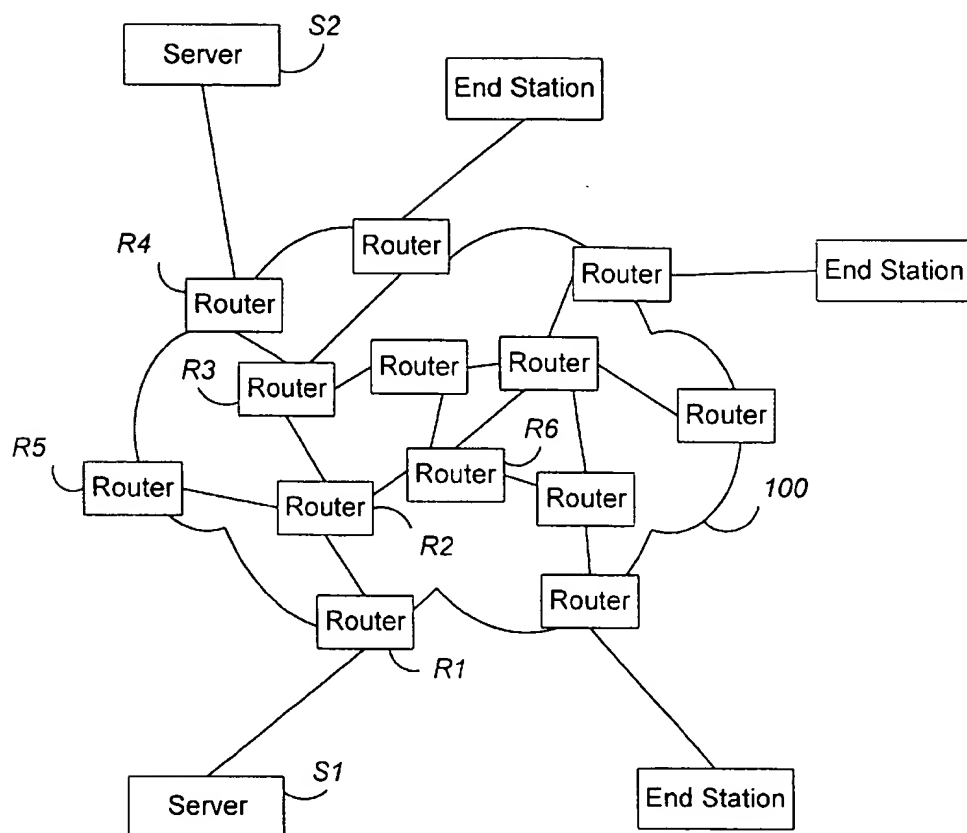 S2
Server
End Station
R4
Router
Router
End Station
Router
Router
Router
R3
Router
Router
R6
R5
Router
Router
Router
Router
100
R2
Router
Router
R1
S1
Server
End Station